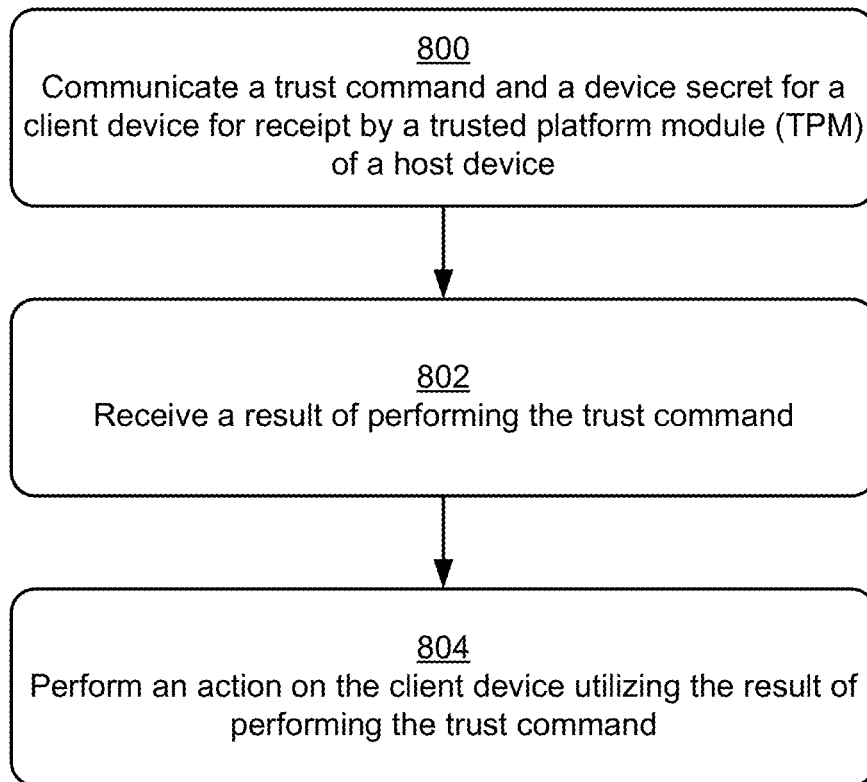 800
Communicate a trust command and a device secret for a
client device for receipt by a trusted platform module (TPM)
of a host device
802
Receive a result of performing the trust command
804
Perform an action on the client device utilizing the result of
performing the trust command